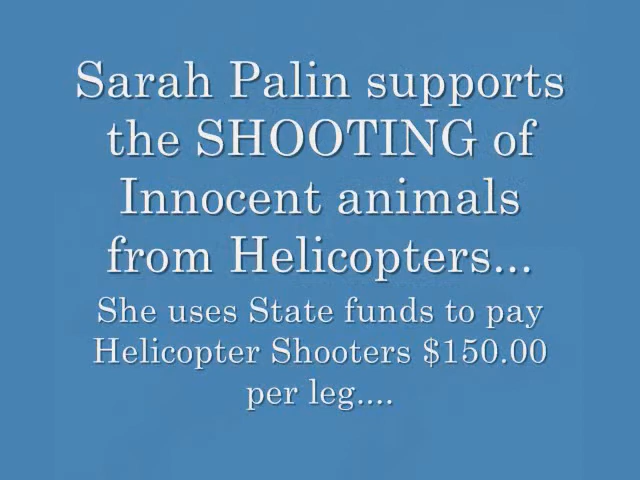 Sarah Palin supports
the SHOOTING of
Innocent animals
from Helicopters...
She uses State funds to pay
Helicopter Shooters $150.00
per leg....